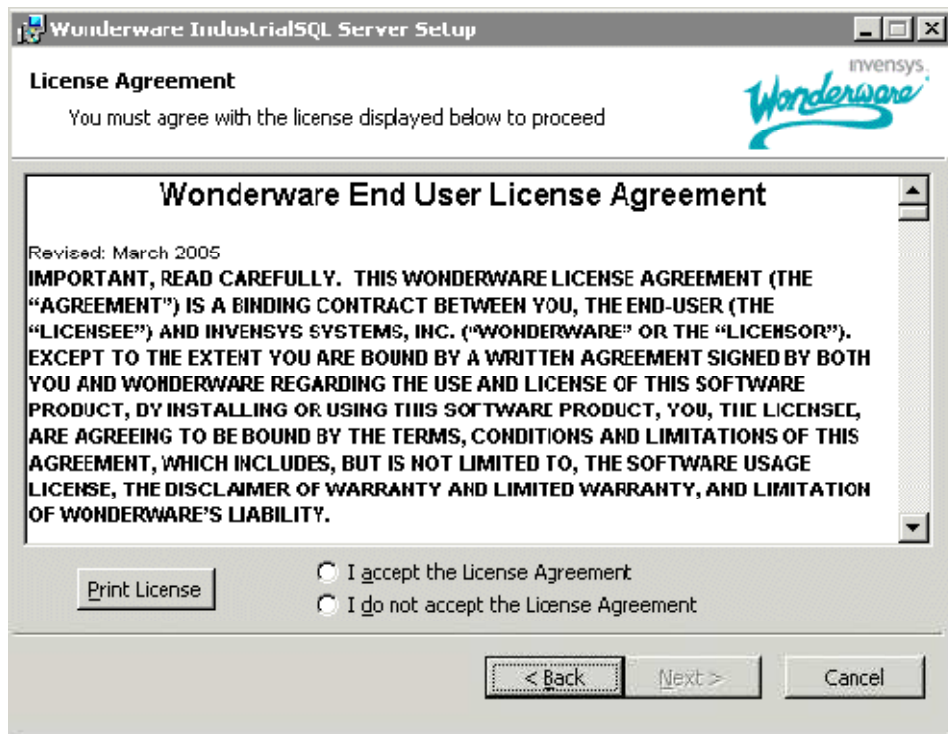 Wonderware IndustrialSQL Server Setup
License Agreement
You must agree with the license displayed below to proceed
invensys
Wonderware
Wonderware End User License Agreement
Revised: March 2005
IMPORTANT, READ CAREFULLY. THIS WONDERWARE LICENSE AGREEMENT (THE
“AGREEMENT”) IS A BINDING CONTRACT BETWEEN YOU, THE END-USER (THE
“LICENSEE”) AND INVENSYS SYSTEMS, INC. (“WONDERWARE” OR THE “LICENSOR”).
EXCEPT TO THE EXTENT YOU ARE BOUND BY A WRITTEN AGREEMENT SIGNED BY BOTH
YOU AND WONDERWARE REGARDING THE USE AND LICENSE OF THIS SOFTWARE
PRODUCT, BY INSTALLING OR USING THIS SOFTWARE PRODUCT, YOU, THE LICENSEE,
ARE AGREEING TO BE BOUND BY THE TERMS, CONDITIONS AND LIMITATIONS OF THIS
AGREEMENT, WHICH INCLUDES, BUT IS NOT LIMITED TO, THE SOFTWARE USAGE
LICENSE, THE DISCLAIMER OF WARRANTY AND LIMITED WARRANTY, AND LIMITATION
OF WONDERWARE'S LIABILITY.
Print License
I accept the License Agreement
I do not accept the License Agreement
< Back
Next >
Cancel